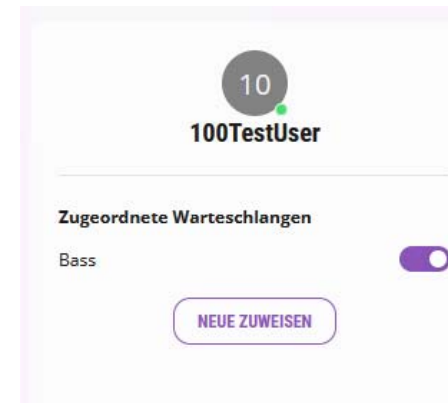 10
100TestUser
Zugeordnete Warteschlangen
Bass
NEUE ZUWEISEN